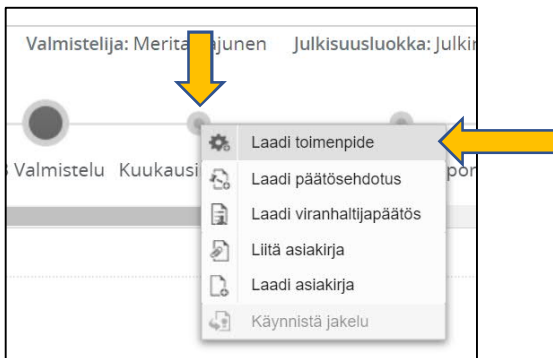 Valmistelija: Merita ajunen Julkisuusluokka: Julki
Valmistelu Kuukausi
Laadi toimenpide
Laadi päätösehdotus
Laadi viranhaltijapäätös
Liitä asiakirja
Laadi asiakirja
Käynnistä jakelu